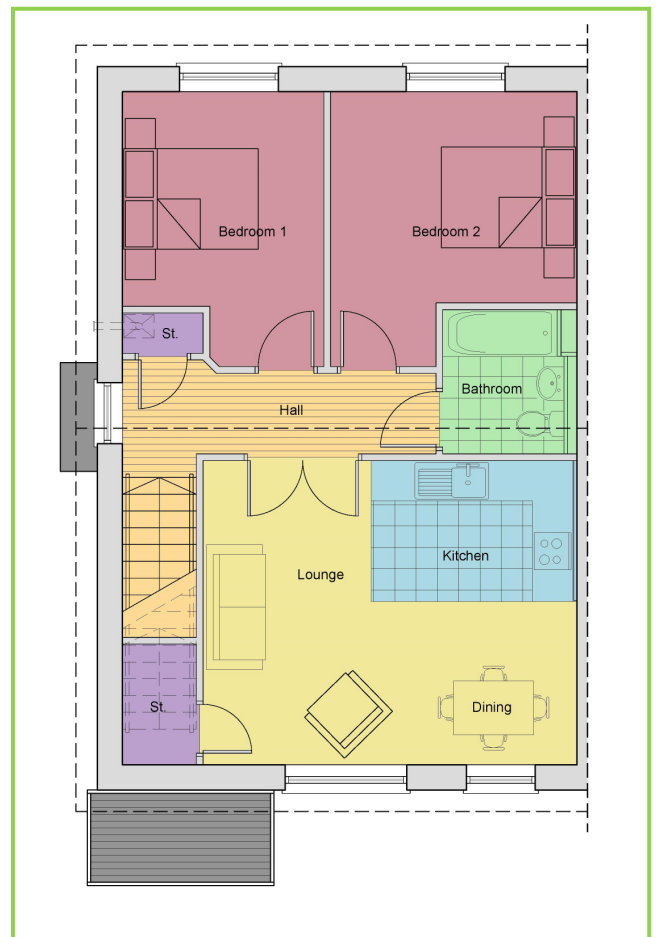 Bedroom 1
Bedroom 2
St.
Bathroom
Hall
Kitchen
Lounge
St.
Dining